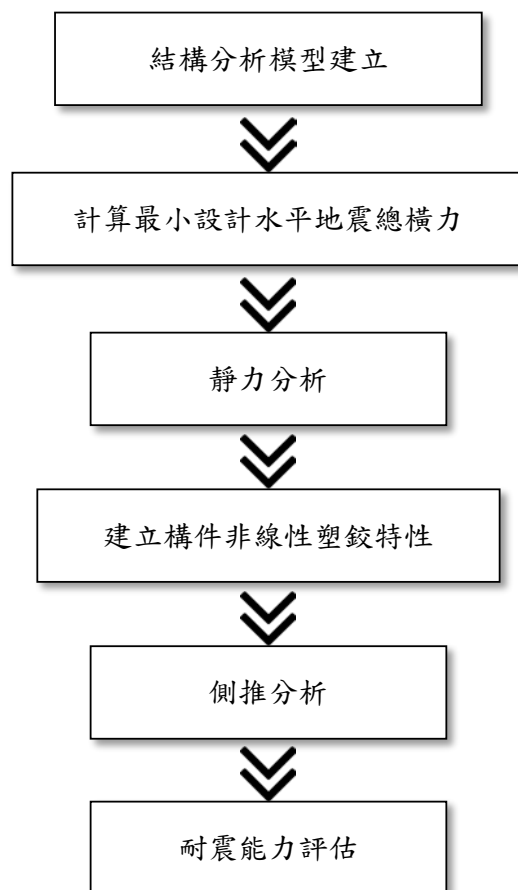 結構分析模型建立
計算最小設計水平地震總橫力
靜力分析
建立構件非線性塑鉸特性
側推分析
耐震能力評估